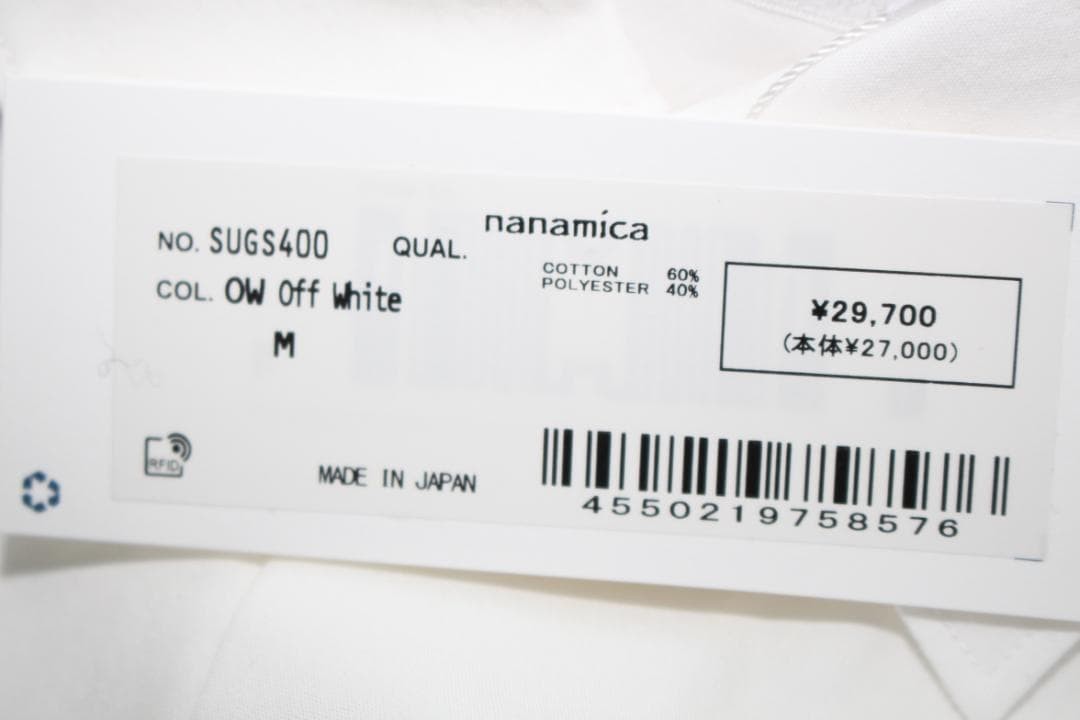 nanamica
NO. SUGS400 QUAL.
COTTON 60%
POLYESTER 40%
COL. OW Off White
M
¥29,700
(本体¥27,000)
RFID
MADE IN JAPAN
4550219758576